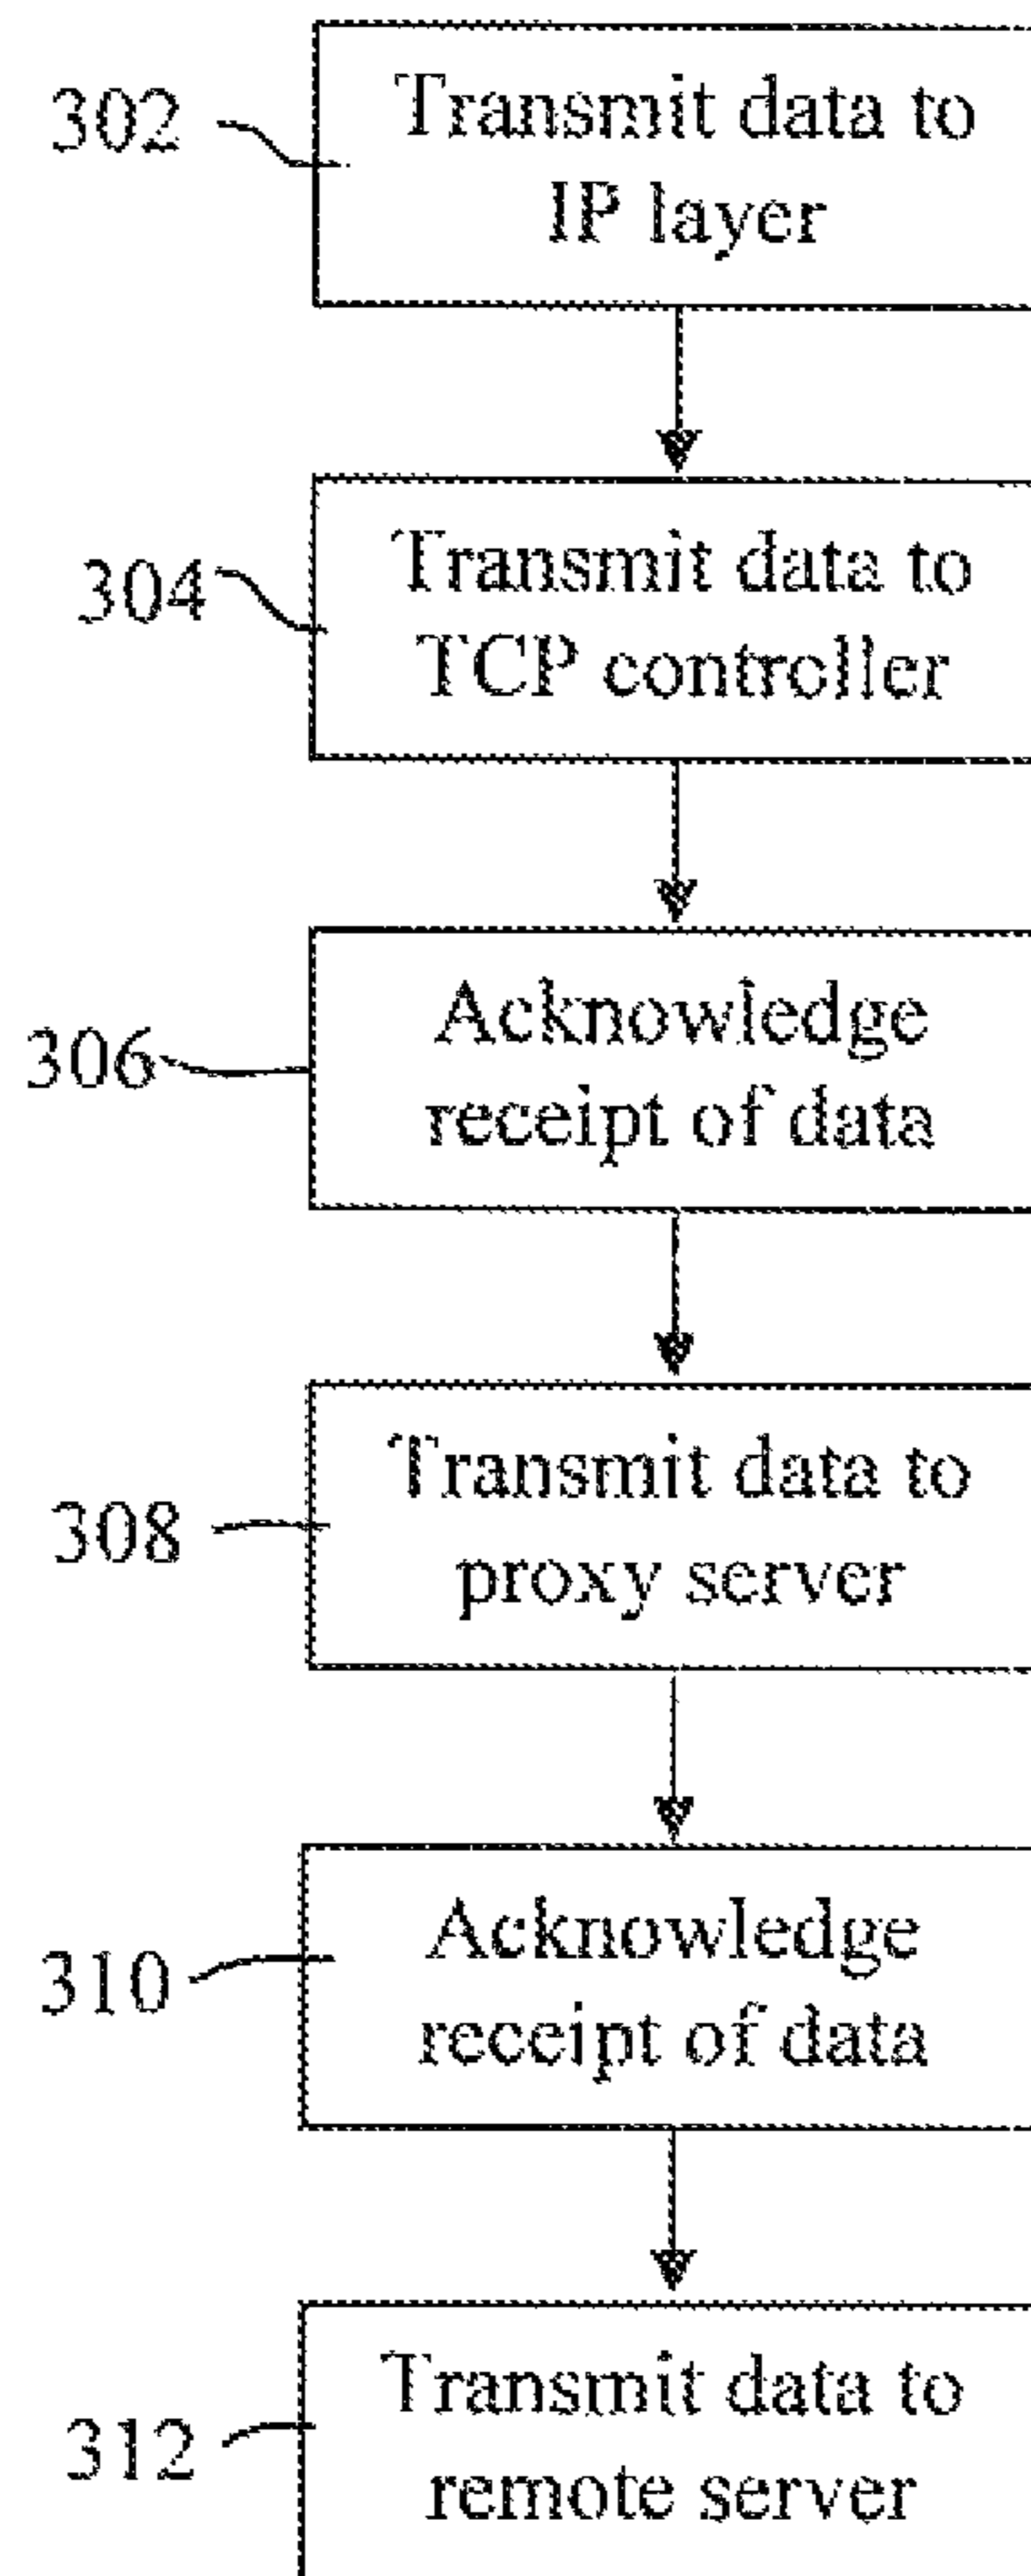 302
Transmit data to
IP layer
304
Transmit data to
TCP controller
306
Acknowledge
receipt of data
308
Transmit data to
proxy server
310
Acknowledge
receipt of data
312
Transmit data to
remote server